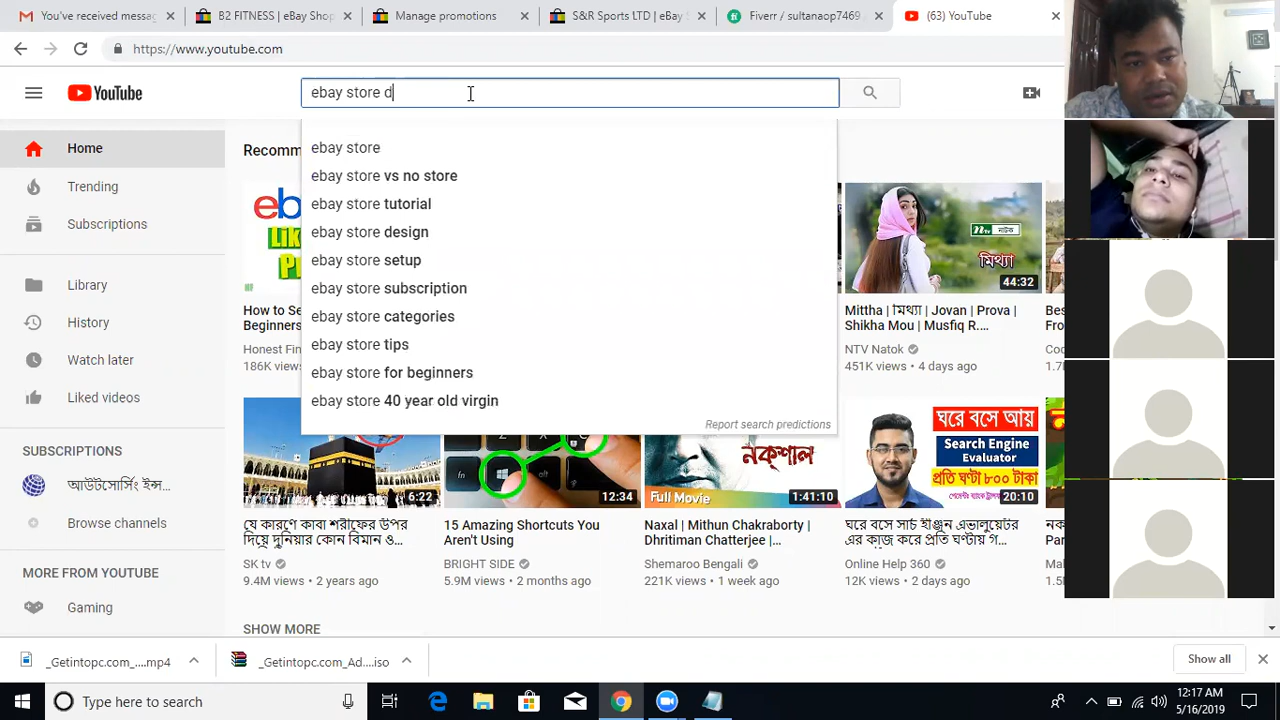 You've received messag
B2 FITNESS | eBay Shop
Manage promotions
S&R Sports LTD | eBay S
Fiverr / sultanaop7469
(63) YouTube
https://www.youtube.com
YouTube
ebay store d
ebay store
ebay store vs no store
ebay store tutorial
ebay store design
ebay store setup
ebay store subscription
ebay store categories
ebay store tips
ebay store for beginners
ebay store 40 year old virgin
Report search predictions
Home
Trending
Subscriptions
Library
History
Watch later
Liked videos
SUBSCRIPTIONS
আউটসোর্সিং ইন্স...
Browse channels
MORE FROM YOUTUBE
Gaming
Recomm
How to Se
Beginners
Honest Fin
186K view
ntv নাটক
মিথ্যা
44:32
Mittha | মিথ্যা | Jovan | Prova |
Shikha Mou | Musfiq R....
NTV Natok
451K views • 4 days ago
6:22
যে কারণে কাবা শরীফের উপর
দিয়ে দুনিয়ার কোন বিমান ও...
SK tv
9.4M views • 2 years ago
fn
alt
12:34
15 Amazing Shortcuts You
Aren't Using
BRIGHT SIDE
5.9M views • 2 months ago
নকশাল
Full Movie
1:41:10
Naxal | Mithun Chakraborty |
Dhritiman Chatterjee |...
Shemaroo Bengali
221K views • 1 week ago
ঘরে বসে আয়
Search Engine
Evaluator
প্রতি ঘণ্টা ৮০০ টাকা
20:10
ঘরে বসে সার্চ ইঞ্জিন এভালুয়েটর
এর কাজ করে প্রতি ঘণ্টায় গ...
Online Help 360
12K views • 2 days ago
SHOW MORE
_Getintopc.com_....mp4
_Getintopc.com_Ad....iso
Show all
Type here to search
12:17 AM
5/16/2019